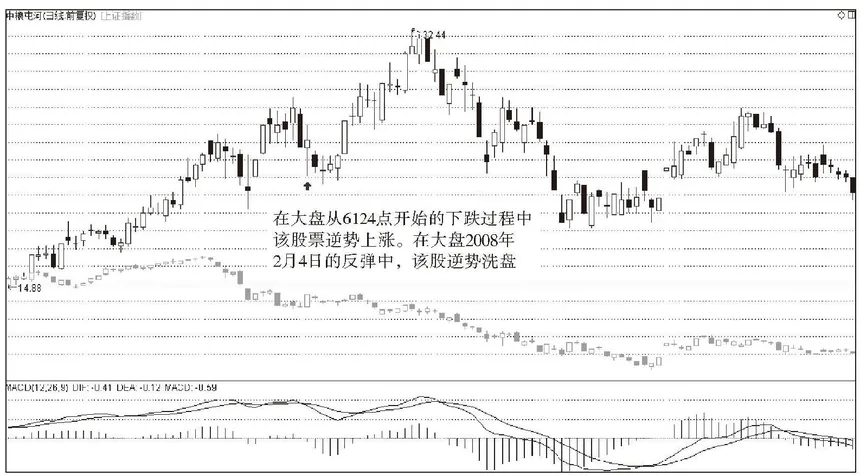 中粮屯河(日线.前复权) [上证指数]
32.44
在大盘从6124点开始的下跌过程中
该股票逆势上涨。在大盘2008年
2月4日的反弹中，该股逆势洗盘
14.88
MACD(12,26,9) DIF: -0.41 DEA: -0.12 MACD: -0.59